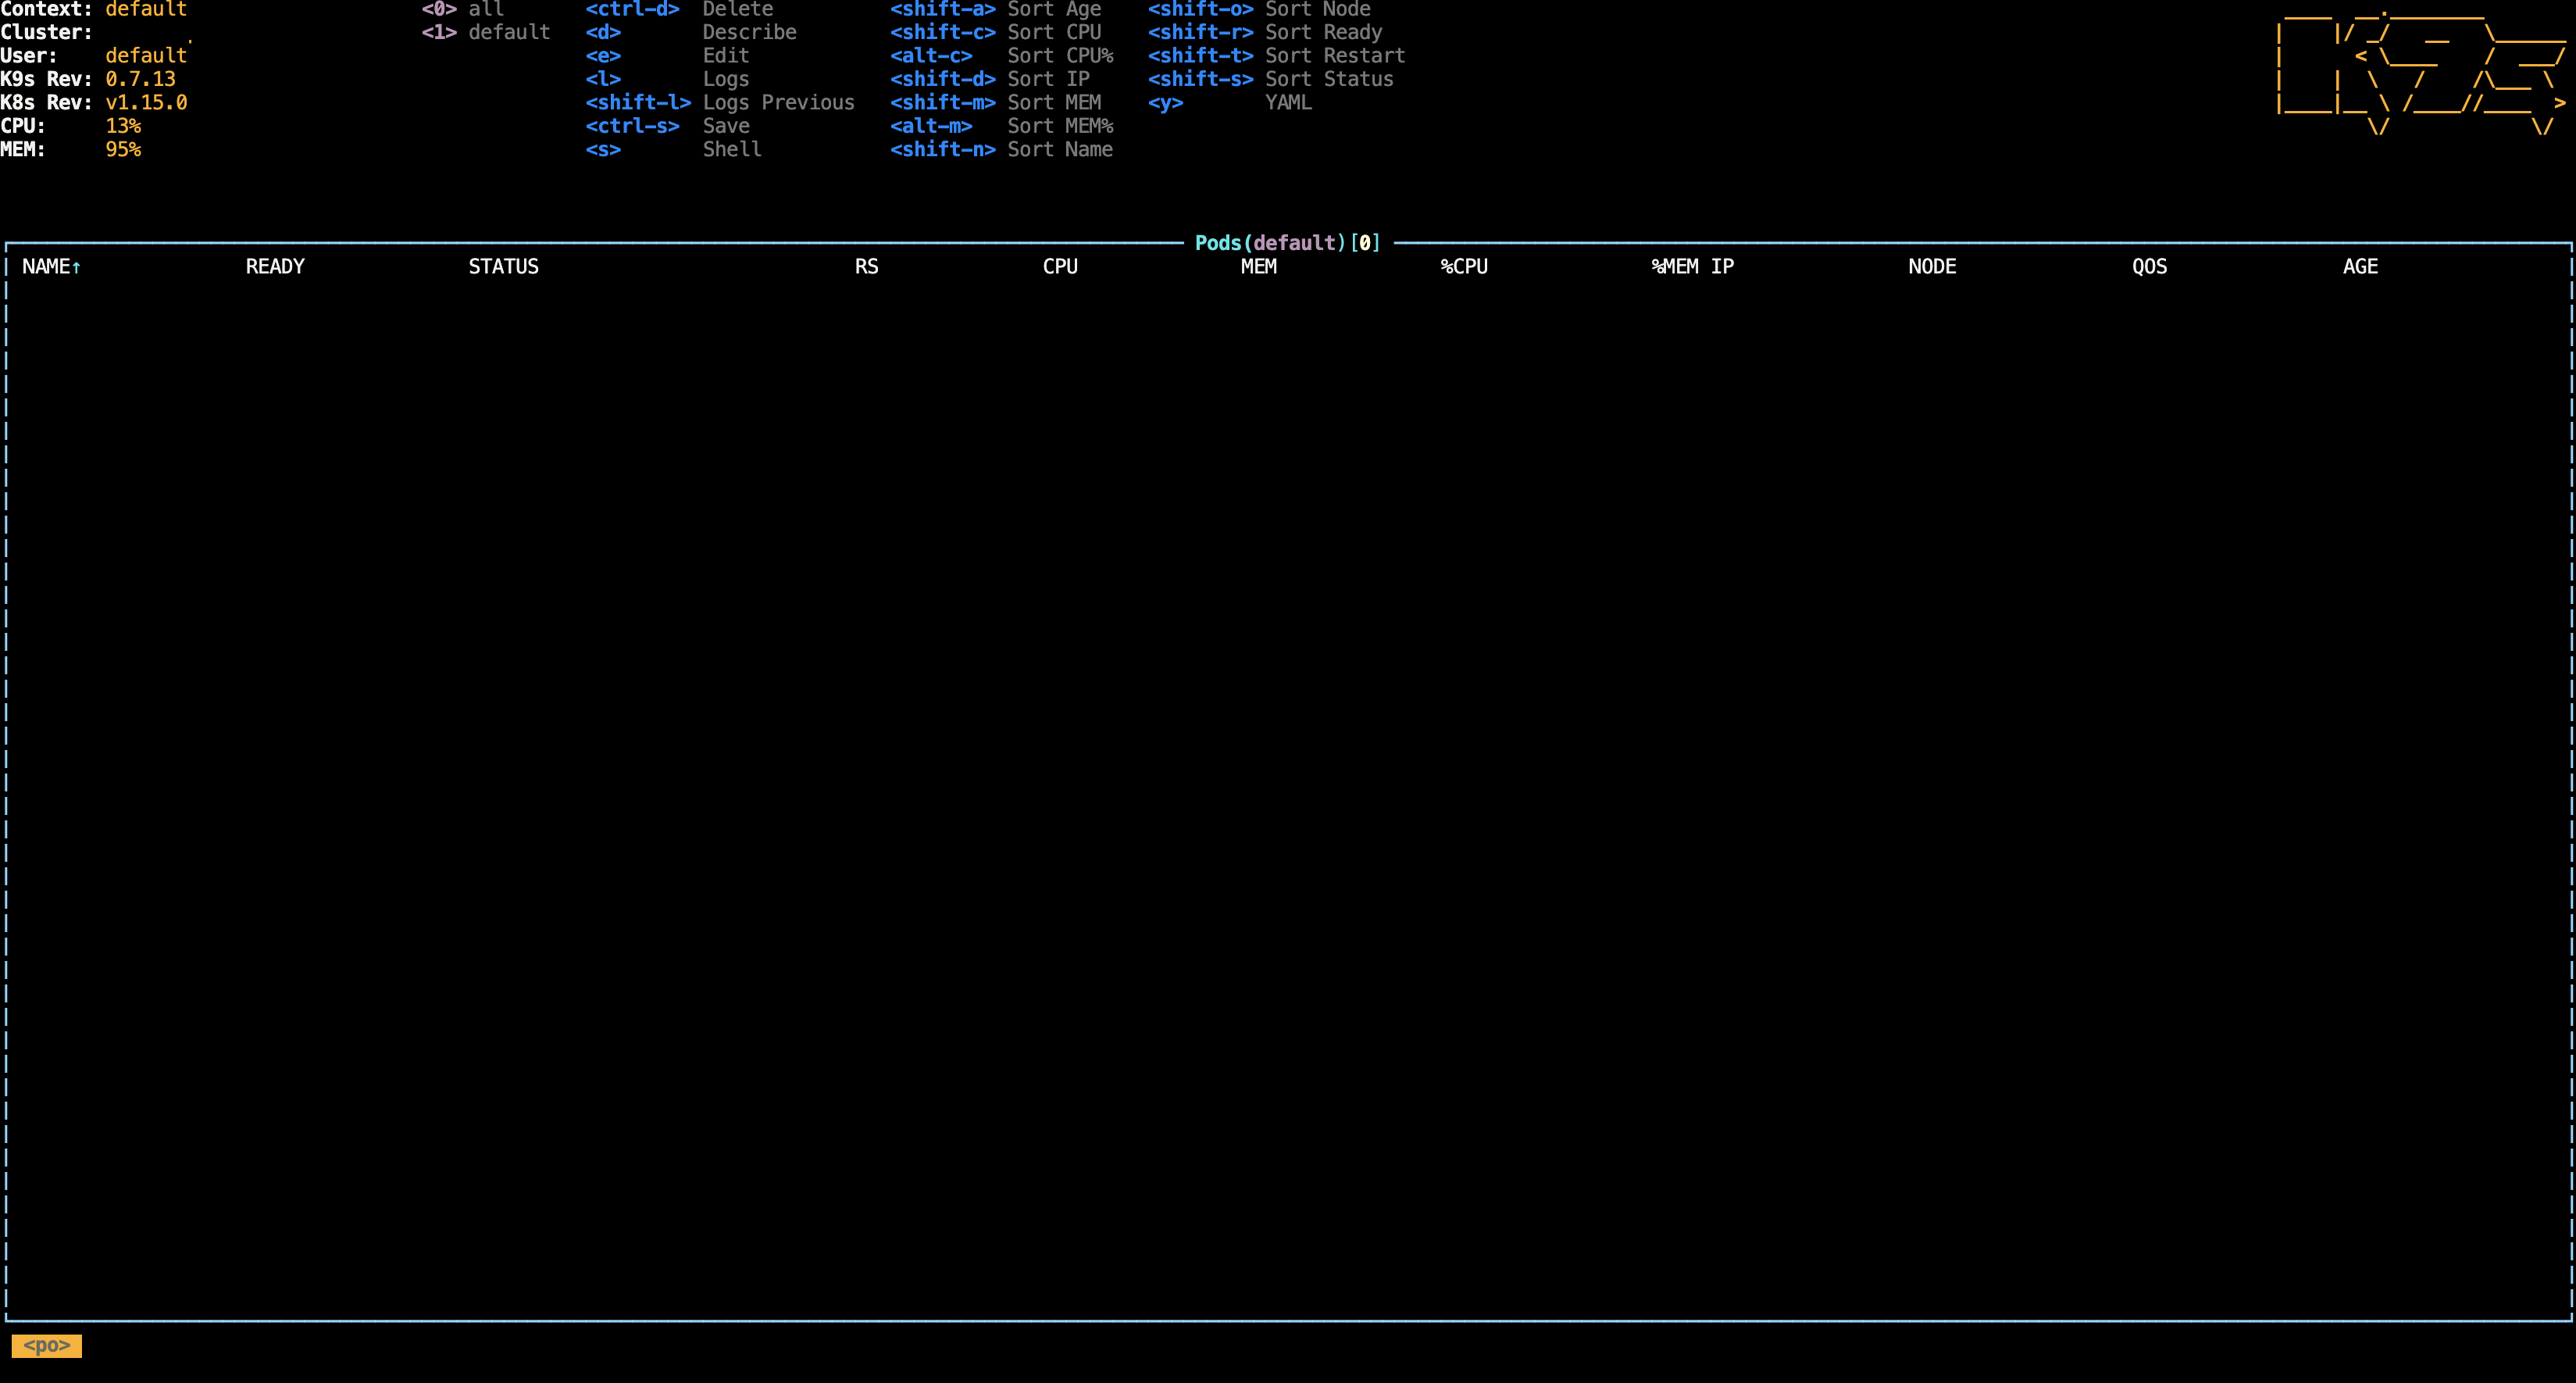 Context: default <0> all <ctrl-d> Delete <shift-a> Sort Age <shift-o> Sort Node
Cluster: <1> default <d> Describe <shift-c> Sort CPU <shift-r> Sort Ready
User: default <e> Edit <alt-c> Sort CPU% <shift-t> Sort Restart
K9s Rev: 0.7.13 <l> Logs <shift-d> Sort IP <shift-s> Sort Status
K8s Rev: v1.15.0 <shift-l> Logs Previous <shift-m> Sort MEM <y> YAML
CPU: 13% <ctrl-s> Save <alt-m> Sort MEM%
MEM: 95% <s> Shell <shift-n> Sort Name
K9s
Pods(default)[0]
NAME↑ READY STATUS RS CPU MEM %CPU %MEM IP NODE QOS AGE
<po>